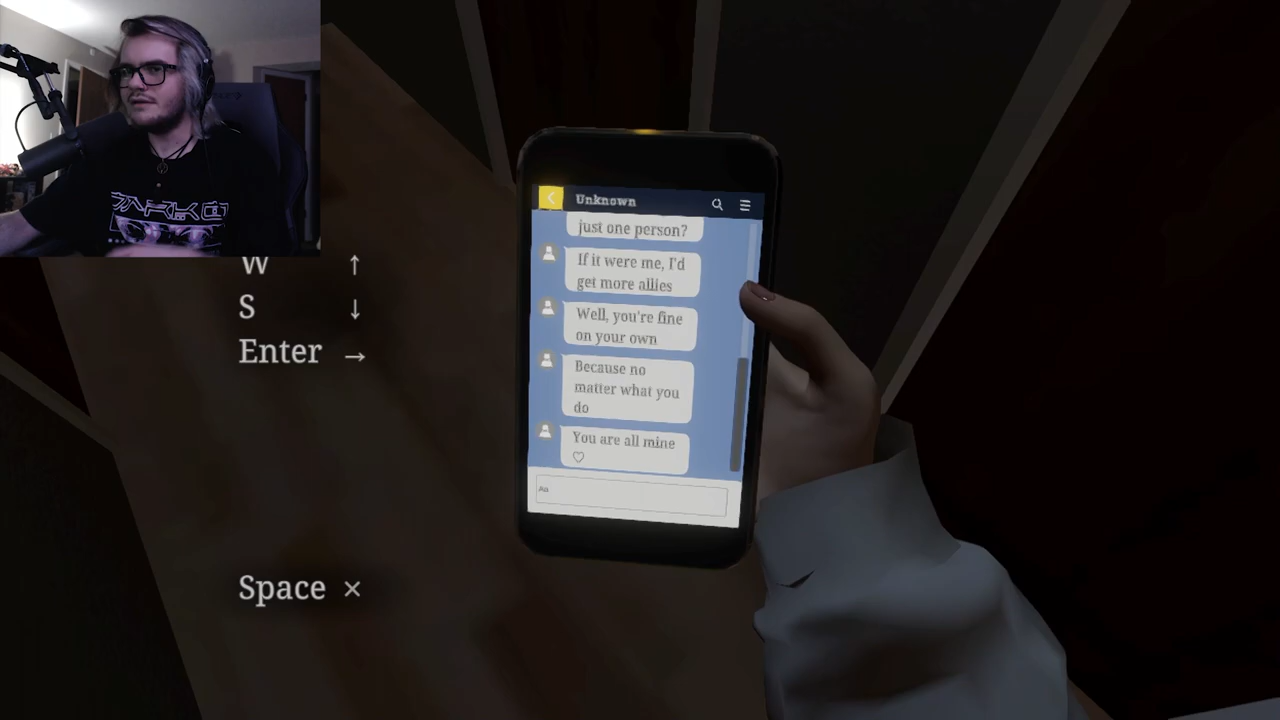 Unknown
just one person?
If it were me, I'd
get more allies
Well, you're fine
on your own
Because no
matter what you
do
You are all mine
♡
Aa
W ↑
S ↓
Enter →
Space ×